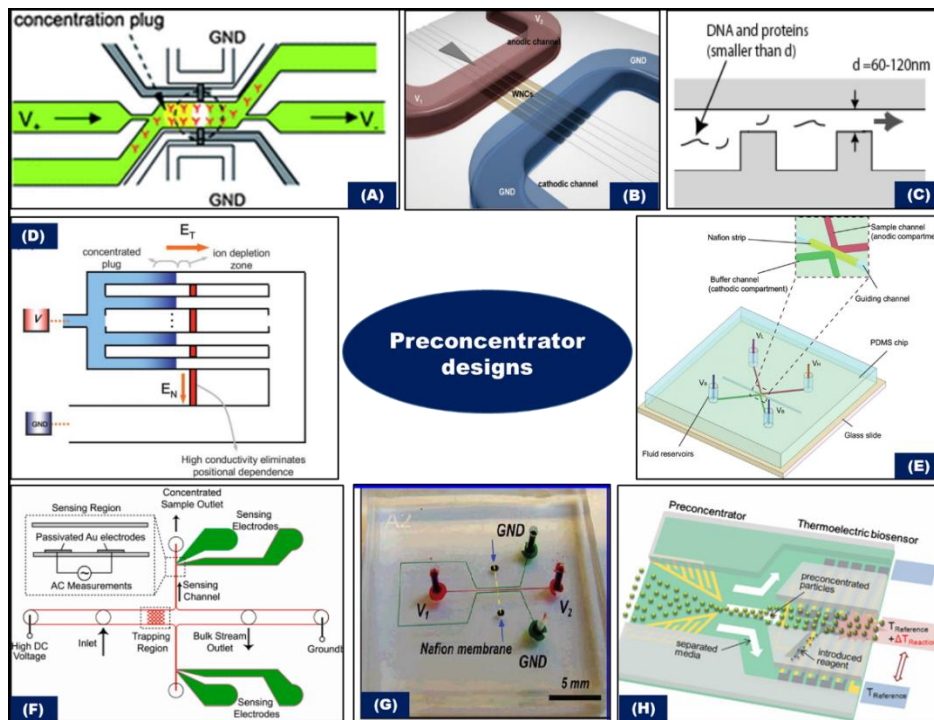 concentration plug
GND
V+
V-
GND
(A)
V2
anodic channel
GND
WNCs
V1
GND
cathodic channel
(B)
DNA and proteins
(smaller than d)
d =60-120nm
(C)
(D)
ET
concentrated
plug
ion depletion
zone
V
EN
GND
High conductivity eliminates
positional dependence
Preconcentrator
designs
Nafion strip
Sample channel
(anodic compartment
Buffer channel
(cathodic compartment)
Guiding channel
PDMS chip
VL
VH
Fluid reservoirs
Glass slide
(E)
Concentrated
Sample Outlet
Sensing Region
Sensing
Electrodes
Passivated Au electrodes
AC Measurements
Sensing
Channel
High DC
Voltage
Inlet
Trapping
Region
Bulk Stream
Outlet
Ground
Sensing
Electrodes
(F)
A2
GND
V1
V2
Nafion membrane
GND
5 mm
(G)
Preconcentrator
Thermoelectric biosensor
preconcentrated
particles
TReference
+ΔTReaction
separated
media
introduced
reagent
TReference
(H)